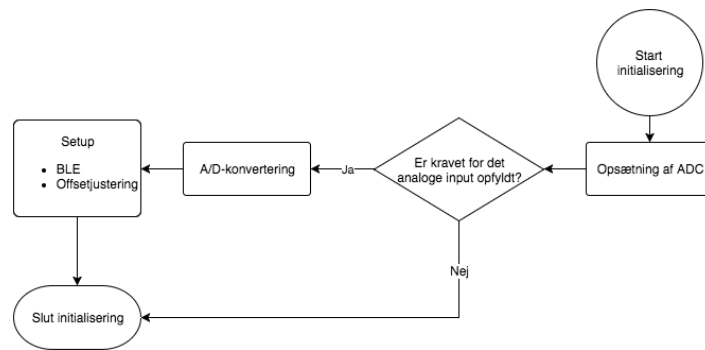 Start
initialisering
Opsætning af ADC
Er kravet for det
analoge input opfyldt?
Ja
A/D-konvertering
Setup
BLE
Offsetjustering
Nej
Slut initialisering